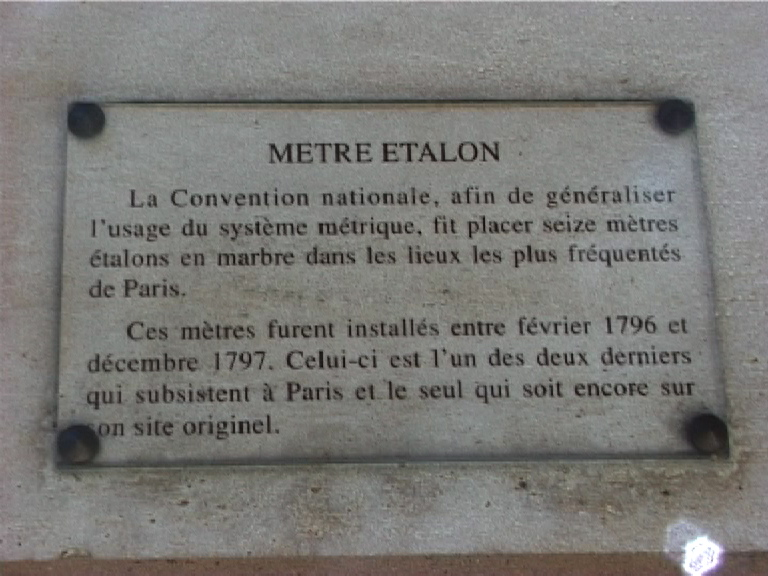 METRE ETALON
La Convention nationale, afin de généraliser
l'usage du système métrique, fit placer seize mètres
étalons en marbre dans les lieux les plus fréquentés
de Paris.
Ces mètres furent installés entre février 1796 et
décembre 1797. Celui-ci est l'un des deux derniers
qui subsistent à Paris et le seul qui soit encore sur
son site originel.